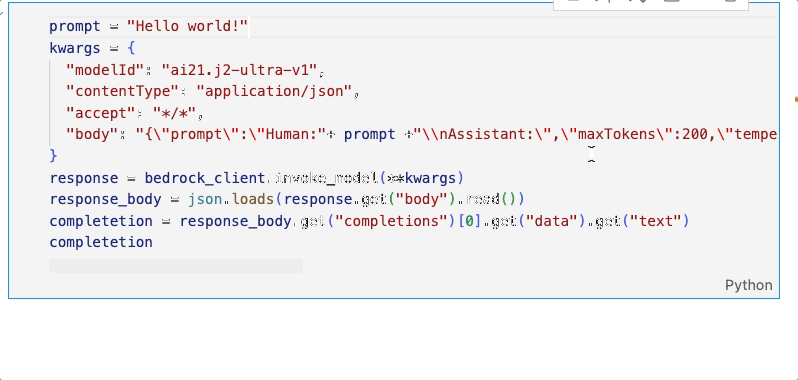 prompt = "Hello world!"
kwargs = {
  "modelId": "ai21.j2-ultra-v1",
  "contentType": "application/json",
  "accept": "*/*",
  "body": "{\"prompt\":\"Human:"+ prompt +"\\nAssistant:\",\"maxTokens\":200,\"tempe
}
response = bedrock_client.invoke_model(**kwargs)
response_body = json.loads(response.get("body").read())
completetion = response_body.get("completions")[0].get("data").get("text")
completetion
Python